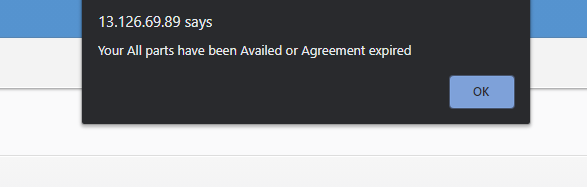 13.126.69.89 says
Your All parts have been Availed or Agreement expired
OK